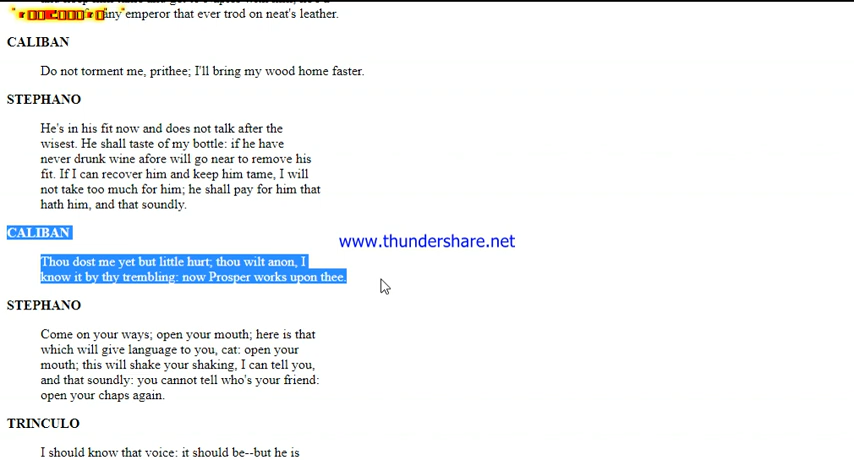 any emperor that ever trod on neat's leather.
CALIBAN
Do not torment me, prithee; I'll bring my wood home faster.
STEPHANO
He's in his fit now and does not talk after the
wisest. He shall taste of my bottle: if he have
never drunk wine afore will go near to remove his
fit. If I can recover him and keep him tame, I will
not take too much for him; he shall pay for him that
hath him, and that soundly.
CALIBAN
www.thundershare.net
Thou dost me yet but little hurt; thou wilt anon, I
know it by thy trembling: now Prosper works upon thee.
STEPHANO
Come on your ways; open your mouth; here is that
which will give language to you, cat: open your
mouth; this will shake your shaking, I can tell you,
and that soundly: you cannot tell who's your friend:
open your chaps again.
TRINCULO
I should know that voice: it should be--but he is